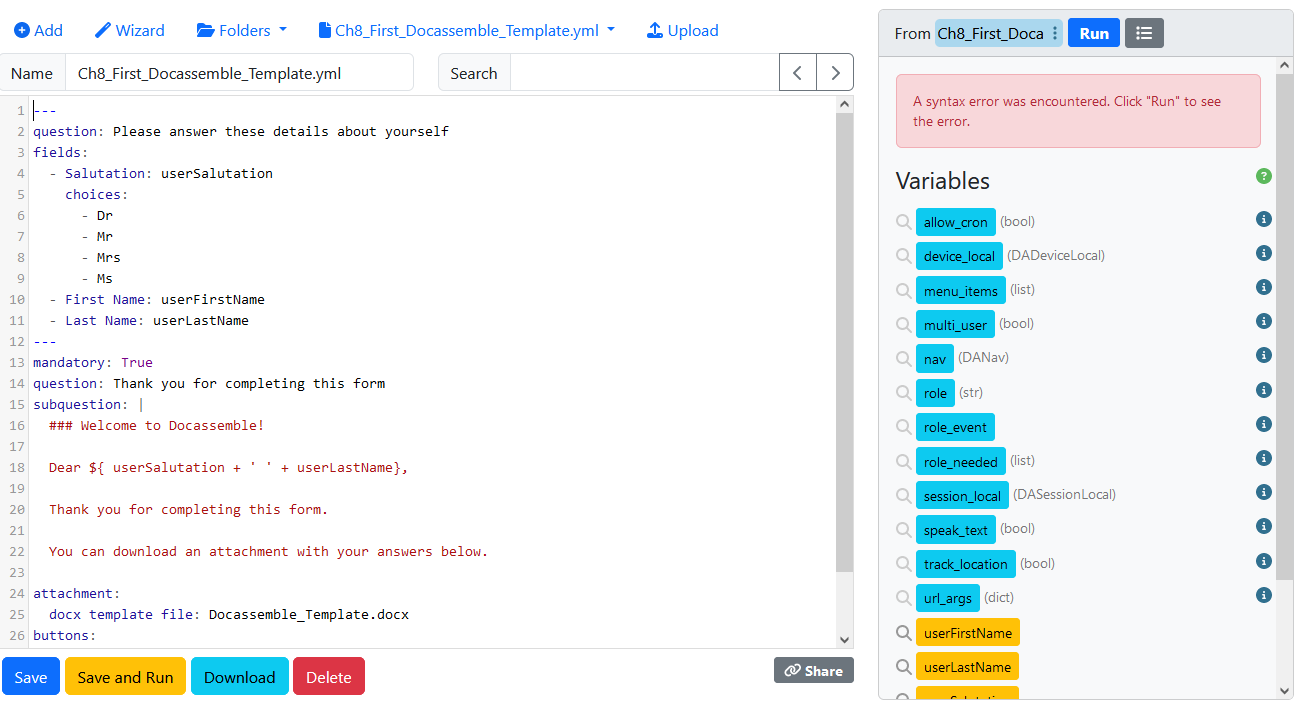 Add Wizard Folders Ch8_First_Docassemble_Template.yml Upload
Name Ch8_First_Docassemble_Template.yml Search
1 ---
2 question: Please answer these details about yourself
3 fields:
4 - Salutation: userSalutation
5 choices:
6 - Dr
7 - Mr
8 - Mrs
9 - Ms
10 - First Name: userFirstName
11 - Last Name: userLastName
12 ---
13 mandatory: True
14 question: Thank you for completing this form
15 subquestion: |
16 ### Welcome to Docassemble!
17
18 Dear ${ userSalutation + ' ' + userLastName},
19
20 Thank you for completing this form.
21
22 You can download an attachment with your answers below.
23
24 attachment:
25 docx template file: Docassemble_Template.docx
26 buttons:
Save Save and Run Download Delete Share
From Ch8_First_Doca Run
A syntax error was encountered. Click "Run" to see
the error.
Variables ?
allow_cron (bool) i
device_local (DADeviceLocal) i
menu_items (list) i
multi_user (bool) i
nav (DANav) i
role (str) i
role_event i
role_needed (list) i
session_local (DASessionLocal) i
speak_text (bool) i
track_location (bool) i
url_args (dict) i
userFirstName
userLastName